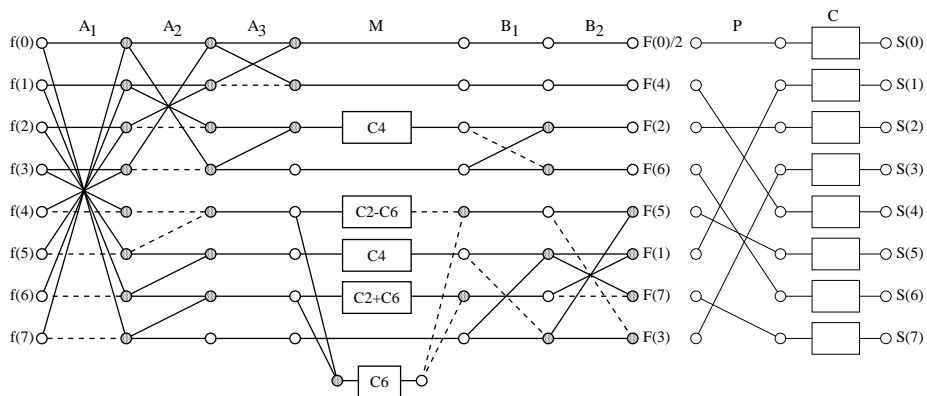 A1 A2 A3 M B1 B2 P C
f(0) F(0)/2 S(0)
f(1) F(4) S(1)
f(2) C4 F(2) S(2)
f(3) F(6) S(3)
f(4) C2-C6 F(5) S(4)
f(5) C4 F(1) S(5)
f(6) C2+C6 F(7) S(6)
f(7) F(3) S(7)
C6